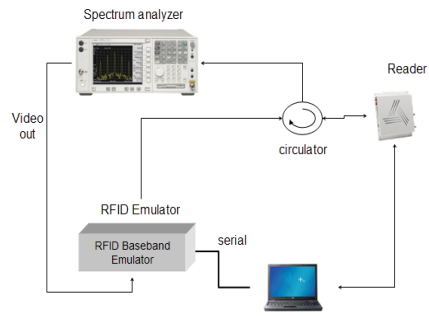 Spectrum analyzer
Reader
Video
out
circulator
RFID Emulator
RFID Baseband
Emulator
serial